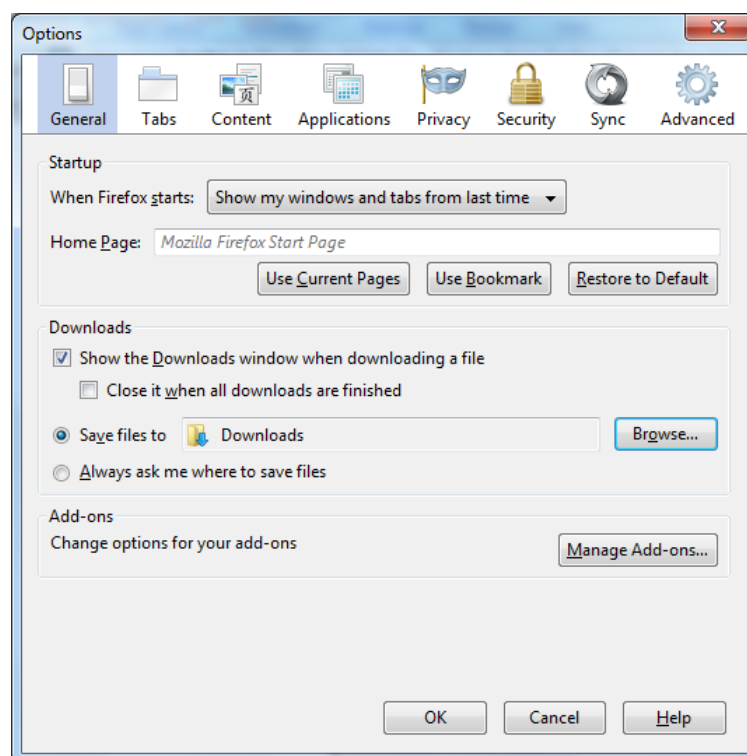 Options
General Tabs Content Applications Privacy Security Sync Advanced
Startup
When Firefox starts: Show my windows and tabs from last time
Home Page: Mozilla Firefox Start Page
Use Current Pages Use Bookmark Restore to Default
Downloads
Show the Downloads window when downloading a file
Close it when all downloads are finished
Save files to Downloads Browse...
Always ask me where to save files
Add-ons
Change options for your add-ons
Manage Add-ons...
OK Cancel Help